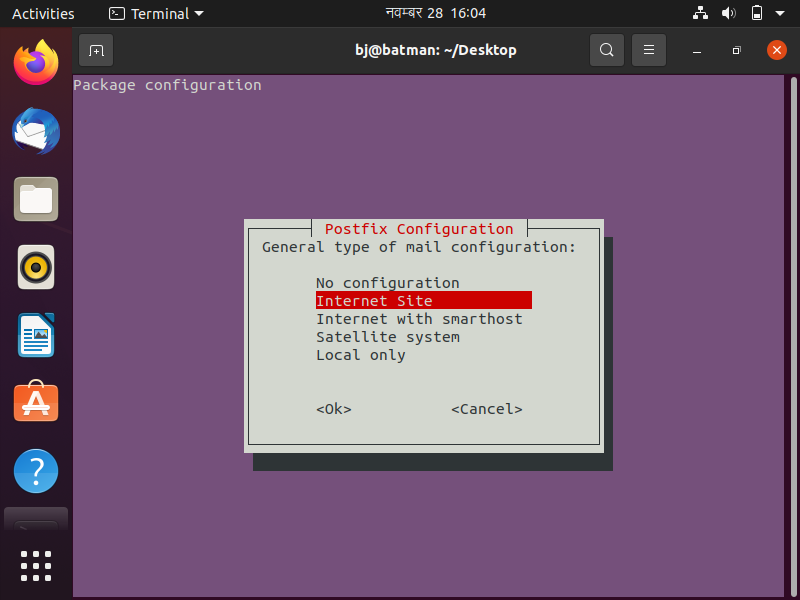 Activities Terminal नवम्बर 28 16:04
bj@batman: ~/Desktop
Package configuration
Postfix Configuration
General type of mail configuration:
No configuration
Internet Site
Internet with smarthost
Satellite system
Local only
<Ok> <Cancel>